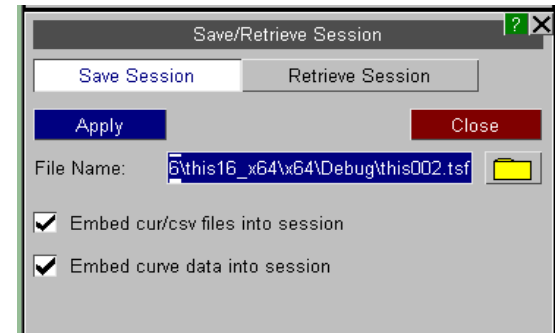 Save/Retrieve Session ? X
Save Session Retrieve Session
Apply Close
File Name: 6\this16_x64\x64\Debug\this002.tsf
Embed cur/csv files into session
Embed curve data into session